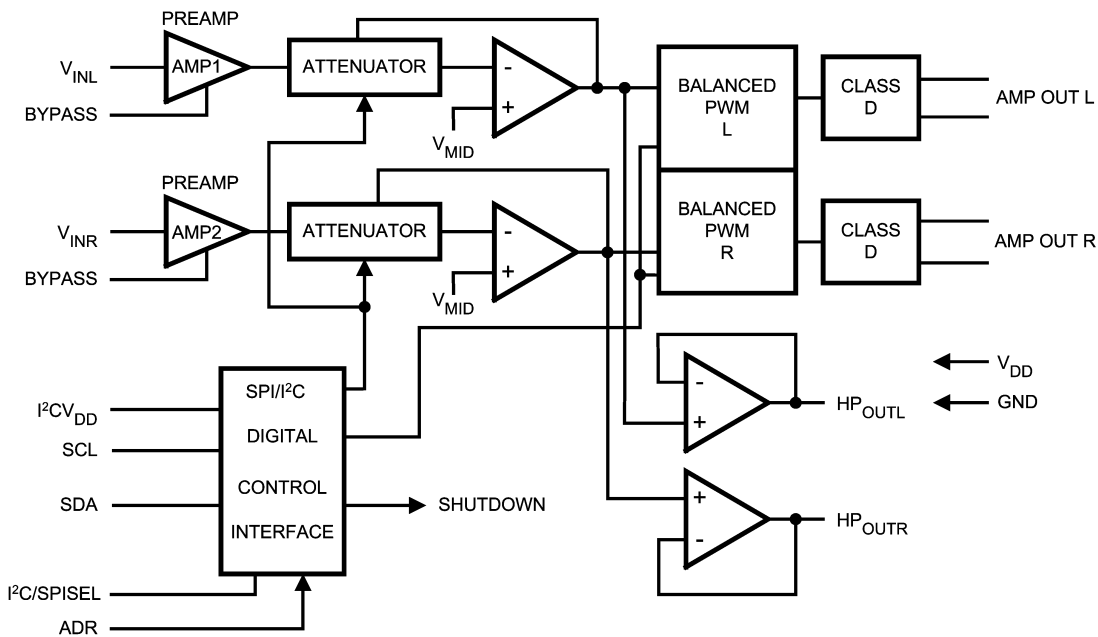 PREAMP
V_INL
AMP1
ATTENUATOR
-
+
V_MID
BYPASS
BALANCED
PWM
L
CLASS
D
AMP OUT L
PREAMP
V_INR
AMP2
ATTENUATOR
-
+
V_MID
BYPASS
BALANCED
PWM
R
CLASS
D
AMP OUT R
SPI/I²C
DIGITAL
CONTROL
INTERFACE
I²CV_DD
SCL
SDA
I²C/SPISEL
ADR
SHUTDOWN
-
+
HP_OUTL
V_DD
GND
+
-
HP_OUTR